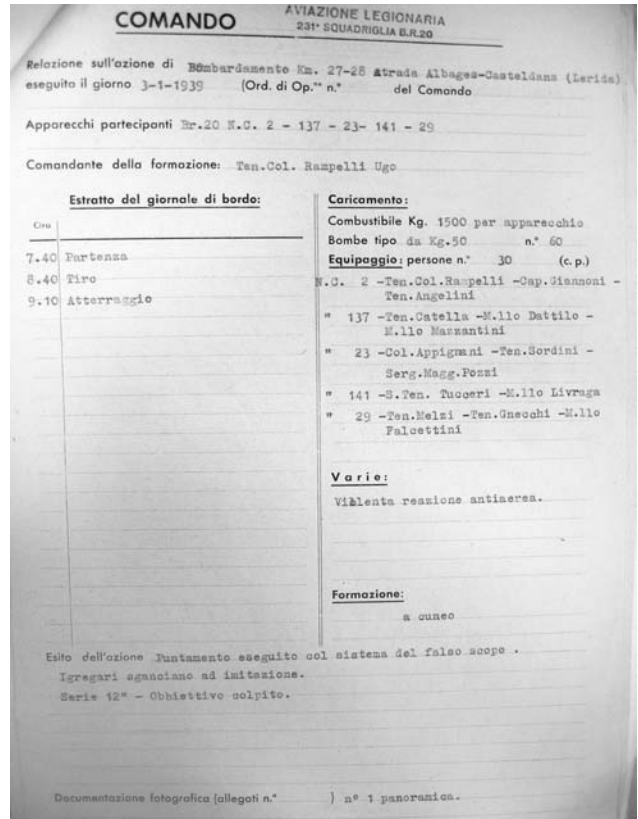 COMANDO
AVIAZIONE LEGIONARIA
231ª SQUADRIGLIA B.R.20
Relazione sull'azione di Bombardamento Km. 27-28 strada Albages-Casteldans (Lerida)
eseguito il giorno 3-1-1939 (Ord. di Op.ne n.° del Comando
Apparecchi partecipanti Br.20 N.C. 2 - 137 - 23- 141 - 29
Comandante della formazione: Ten.Col. Rampelli Ugo
Estratto del giornale di bordo:
Ora
7.40 Partenza
8.40 Tiro
9.10 Atterraggio
Caricamento:
Combustibile Kg. 1500 per apparecchio
Bombe tipo da Kg.50 n.° 60
Equipaggio: persone n.° 30 (c. p.)
N.C. 2 -Ten.Col.Rampelli -Cap.Giannoni -
Ten.Angelini
" 137 -Ten.Catella -M.llo Dattilo -
M.llo Mazzantini
" 23 -Col.Appignani -Ten.Sordini -
Serg.Magg.Pozzi
" 141 -S.Ten. Tucceri -M.llo Livraga
" 29 -Ten.Melzi -Ten.Gnecchi -M.llo
Falcettini
Varie:
Violenta reazione antiaerea.
Formazione:
a cuneo
Esito dell'azione Puntamento eseguito col sistema del falso scopo .
Igregari sganciano ad imitazione.
Serie 12" - Obbiettivo colpito.
Documentazione fotografica (allegati n.° ) n° 1 panoramica.